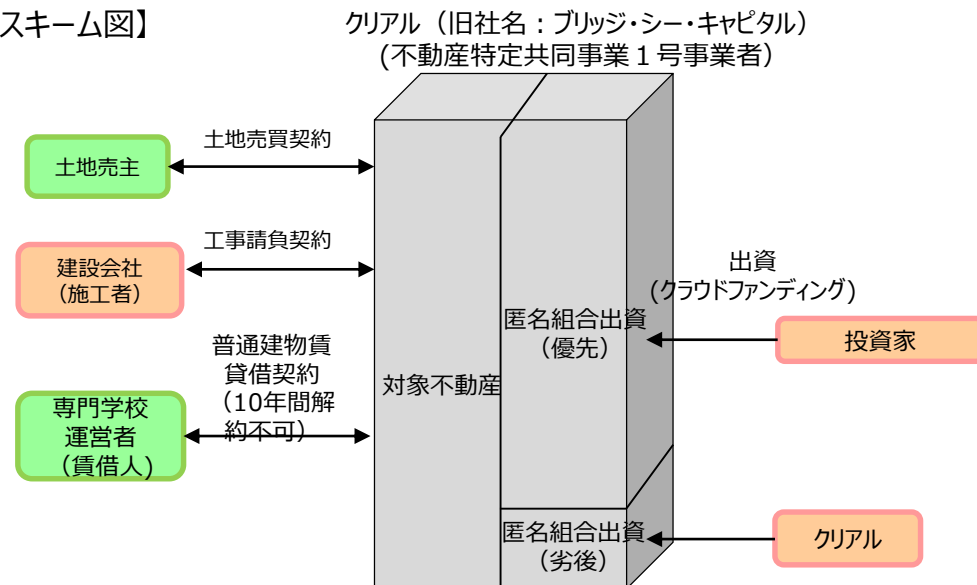 スキーム図】
クリアル（旧社名：ブリッジ・シー・キャピタル）
(不動産特定共同事業１号事業者）
土地売主
土地売買契約
建設会社
（施工者）
工事請負契約
専門学校
運営者
（賃借人)
普通建物賃
貸借契約
（10年間解
約不可）
対象不動産
匿名組合出資
（優先）
匿名組合出資
（劣後）
出資
(クラウドファンディング)
投資家
クリアル